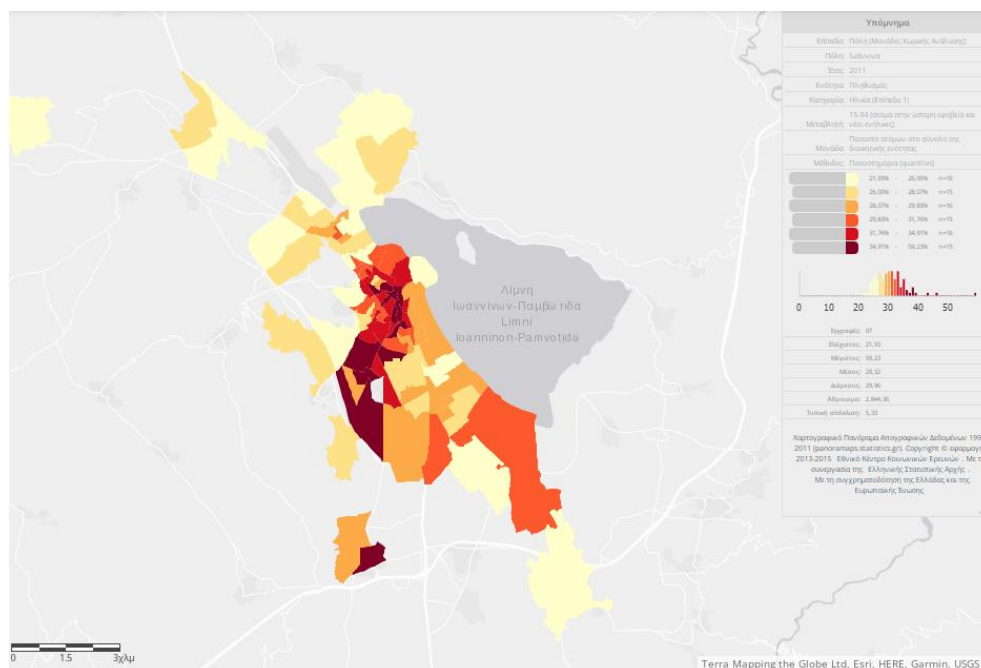 Υπόμνημα
Επίπεδο: Πόλη (Μονάδες Χωρικής Ανάλυσης)
Πόλη: Ιωάννινα
Έτος: 2011
Ενότητα: Πληθυσμός
Κατηγορία: Ηλικία (Επίπεδο 1)
15-34 (άτομα στην ύστερη εφηβεία και
Μεταβλητή: νέοι ενήλικες)
Ποσοστό ατόμων στο σύνολο της
Μονάδα: διοικητικής ενότητας
Μέθοδος: Ποσοστημόρια (quantiles)
21,93% - 26,00% n=16
26,00% - 28,07% n=15
28,07% - 29,83% n=16
29,83% - 31,76% n=15
31,76% - 34,91% n=16
34,91% - 59,23% n=15
0 10 20 30 40 50
Εγγραφές: 97
Ελάχιστος: 21,93
Μέγιστος: 59,23
Μέσος: 29,32
Διάμεσος: 29,96
Άθροισμα: 2.844,36
Τυπική απόκλιση: 5,33
Χαρτογραφικό Πανόραμα Απογραφικών Δεδομένων 199
2011 (panoramaps.statistics.gr). Copyright © εφαρμογή
2013-2015 Εθνικό Κέντρο Κοινωνικών Ερευνών . Με τ
συνεργασία της Ελληνικής Στατιστικής Αρχής .
Με τη συγχρηματοδότηση της Ελλάδας και της
Ευρωπαϊκής Ένωσης
Λίμνη
Ιωαννίνων-Παμβώτιδα
Limni
Ioanninon-Pamvotida
0 1.5 3χλμ
Terra Mapping the Globe Ltd, Esri, HERE, Garmin, USGS